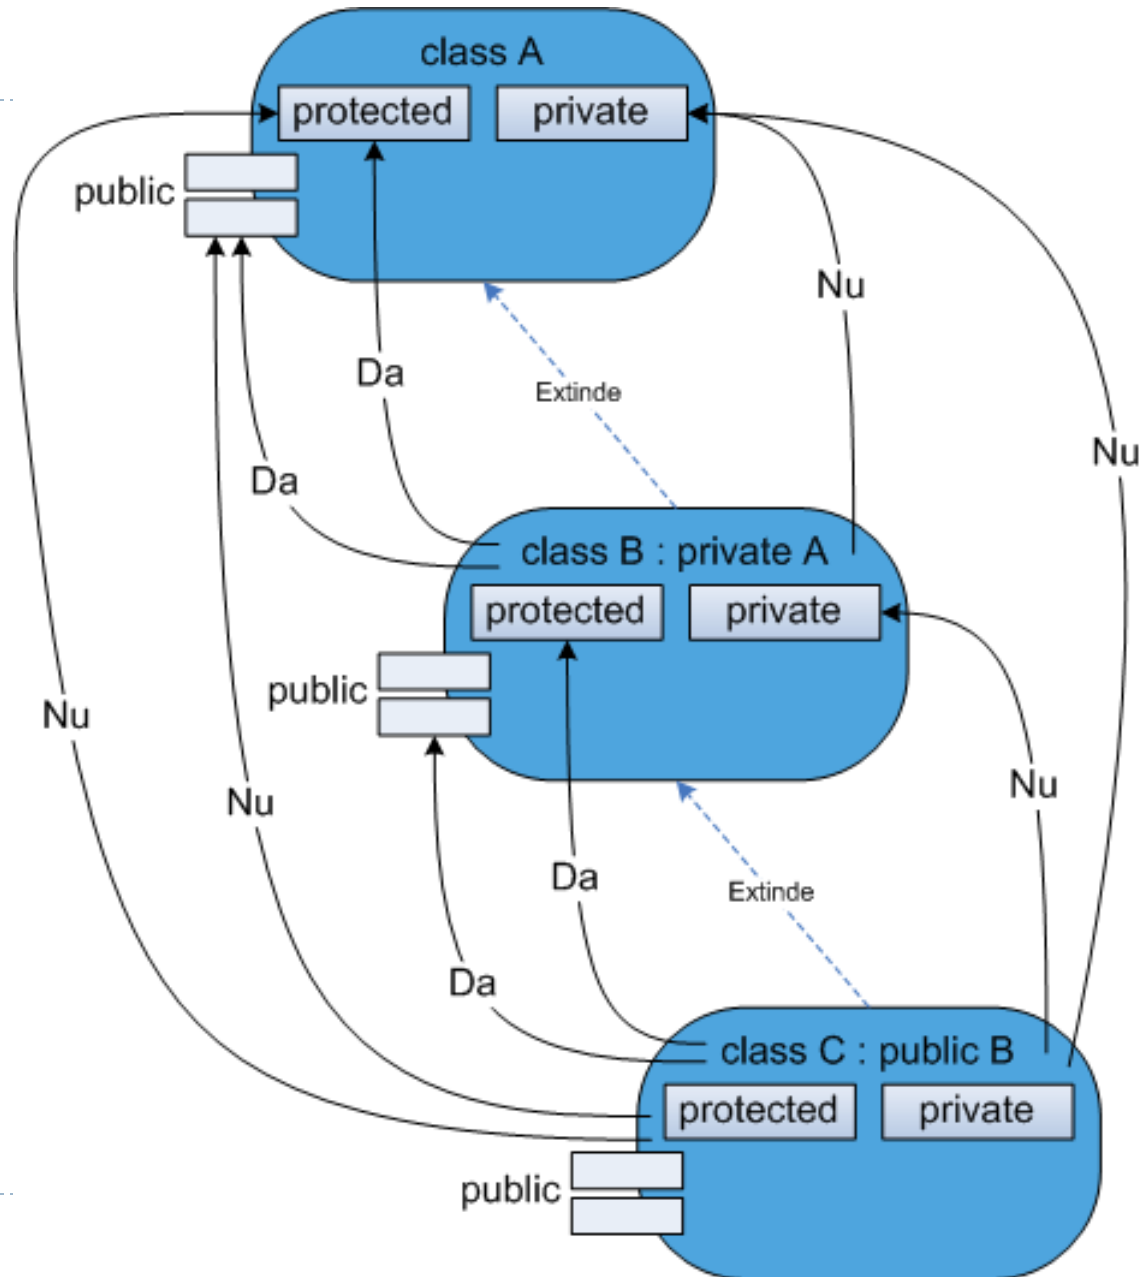 class A
protected
private
public
Nu
Da
Extinde
Nu
Da
class B : private A
protected
private
public
Nu
Nu
Nu
Da
Extinde
Da
class C : public B
protected
private
public